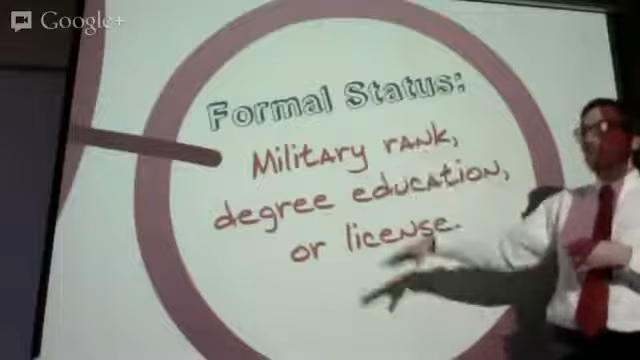 Google+
Formal Status:
Military rank,
degree education,
or license.